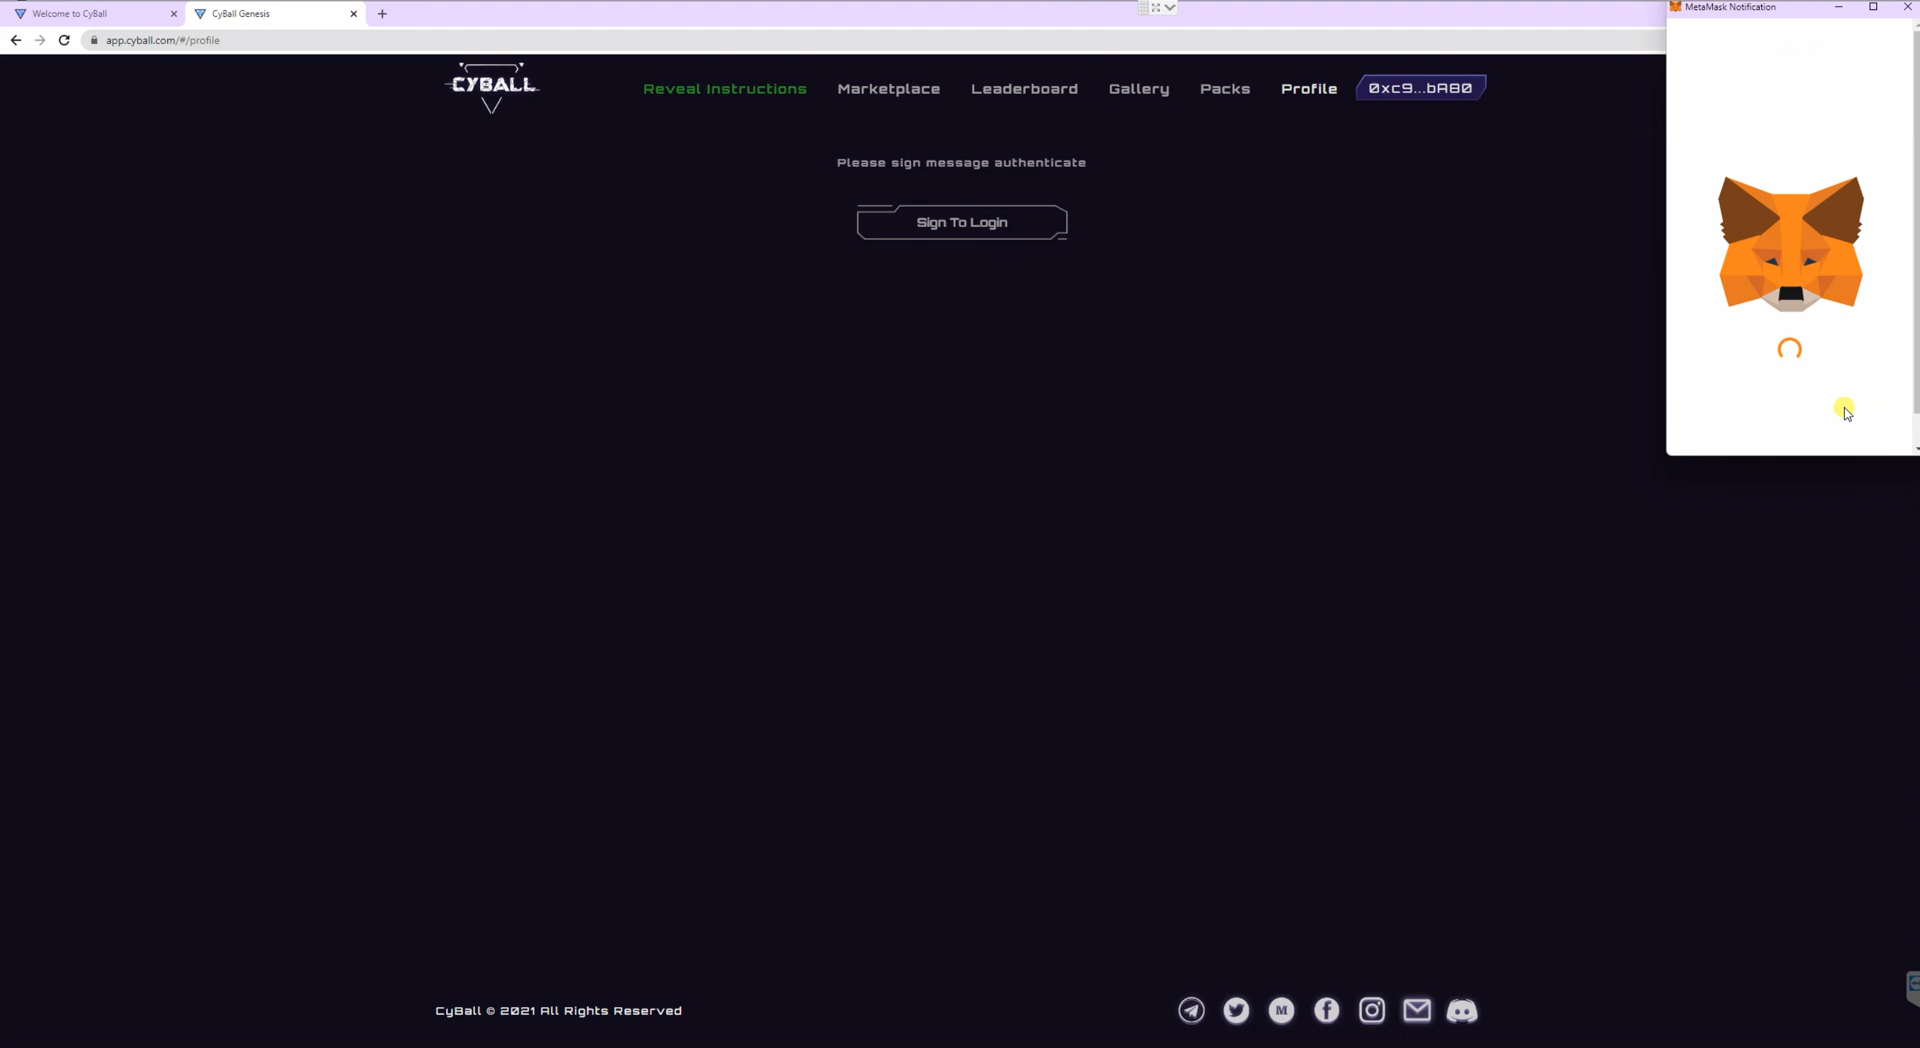 Welcome to CyBall
CyBall Genesis
MetaMask Notification
app.cyball.com/#/profile
CYBALL
Reveal Instructions
Marketplace
Leaderboard
Gallery
Packs
Profile
0xc9...bA80
Please sign message authenticate
Sign To Login
CyBall © 2021 All Rights Reserved